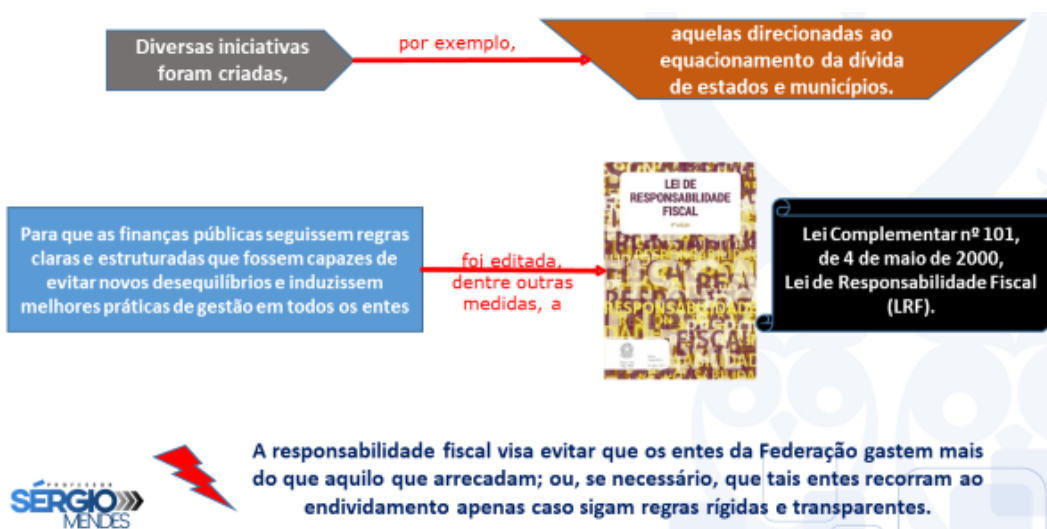 Diversas iniciativas
foram criadas,
por exemplo,
aquelas direcionadas ao
equacionamento da dívida
de estados e municípios.
Para que as finanças públicas seguissem regras
claras e estruturadas que fossem capazes de
evitar novos desequilíbrios e induzissem
melhores práticas de gestão em todos os entes
foi editada,
dentre outras
medidas, a
LEI DE
RESPONSABILIDADE
FISCAL
Lei Complementar nº 101,
de 4 de maio de 2000,
Lei de Responsabilidade Fiscal
(LRF).
A responsabilidade fiscal visa evitar que os entes da Federação gastem mais
do que aquilo que arrecadam; ou, se necessário, que tais entes recorram ao
endividamento apenas caso sigam regras rígidas e transparentes.
PROFESSOR
SÉRGIO
MENDES